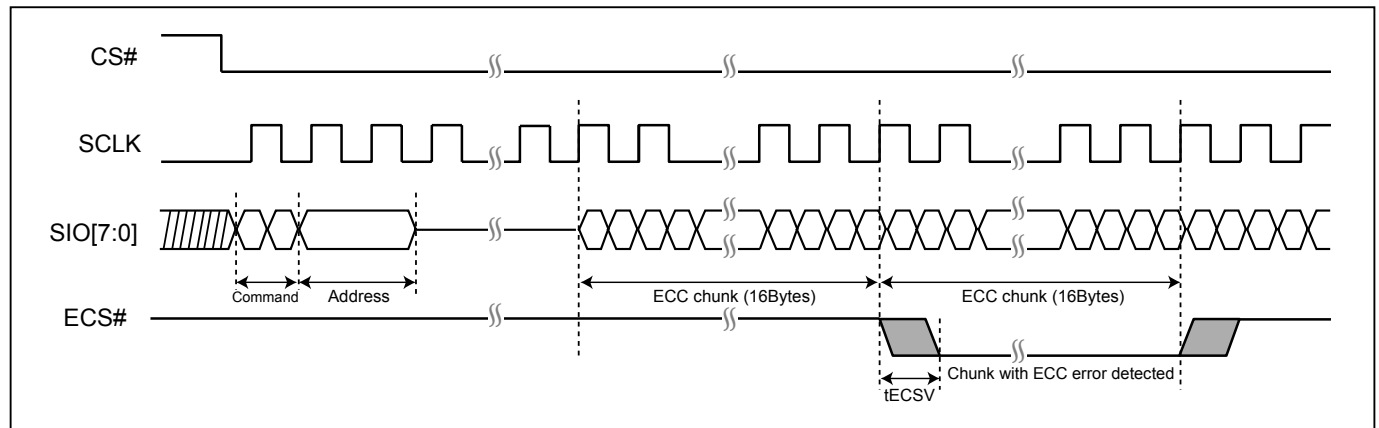 CS#
SCLK
SIO[7:0]
Command
Address
ECC chunk (16Bytes)
ECC chunk (16Bytes)
ECS#
Chunk with ECC error detected
tECSV